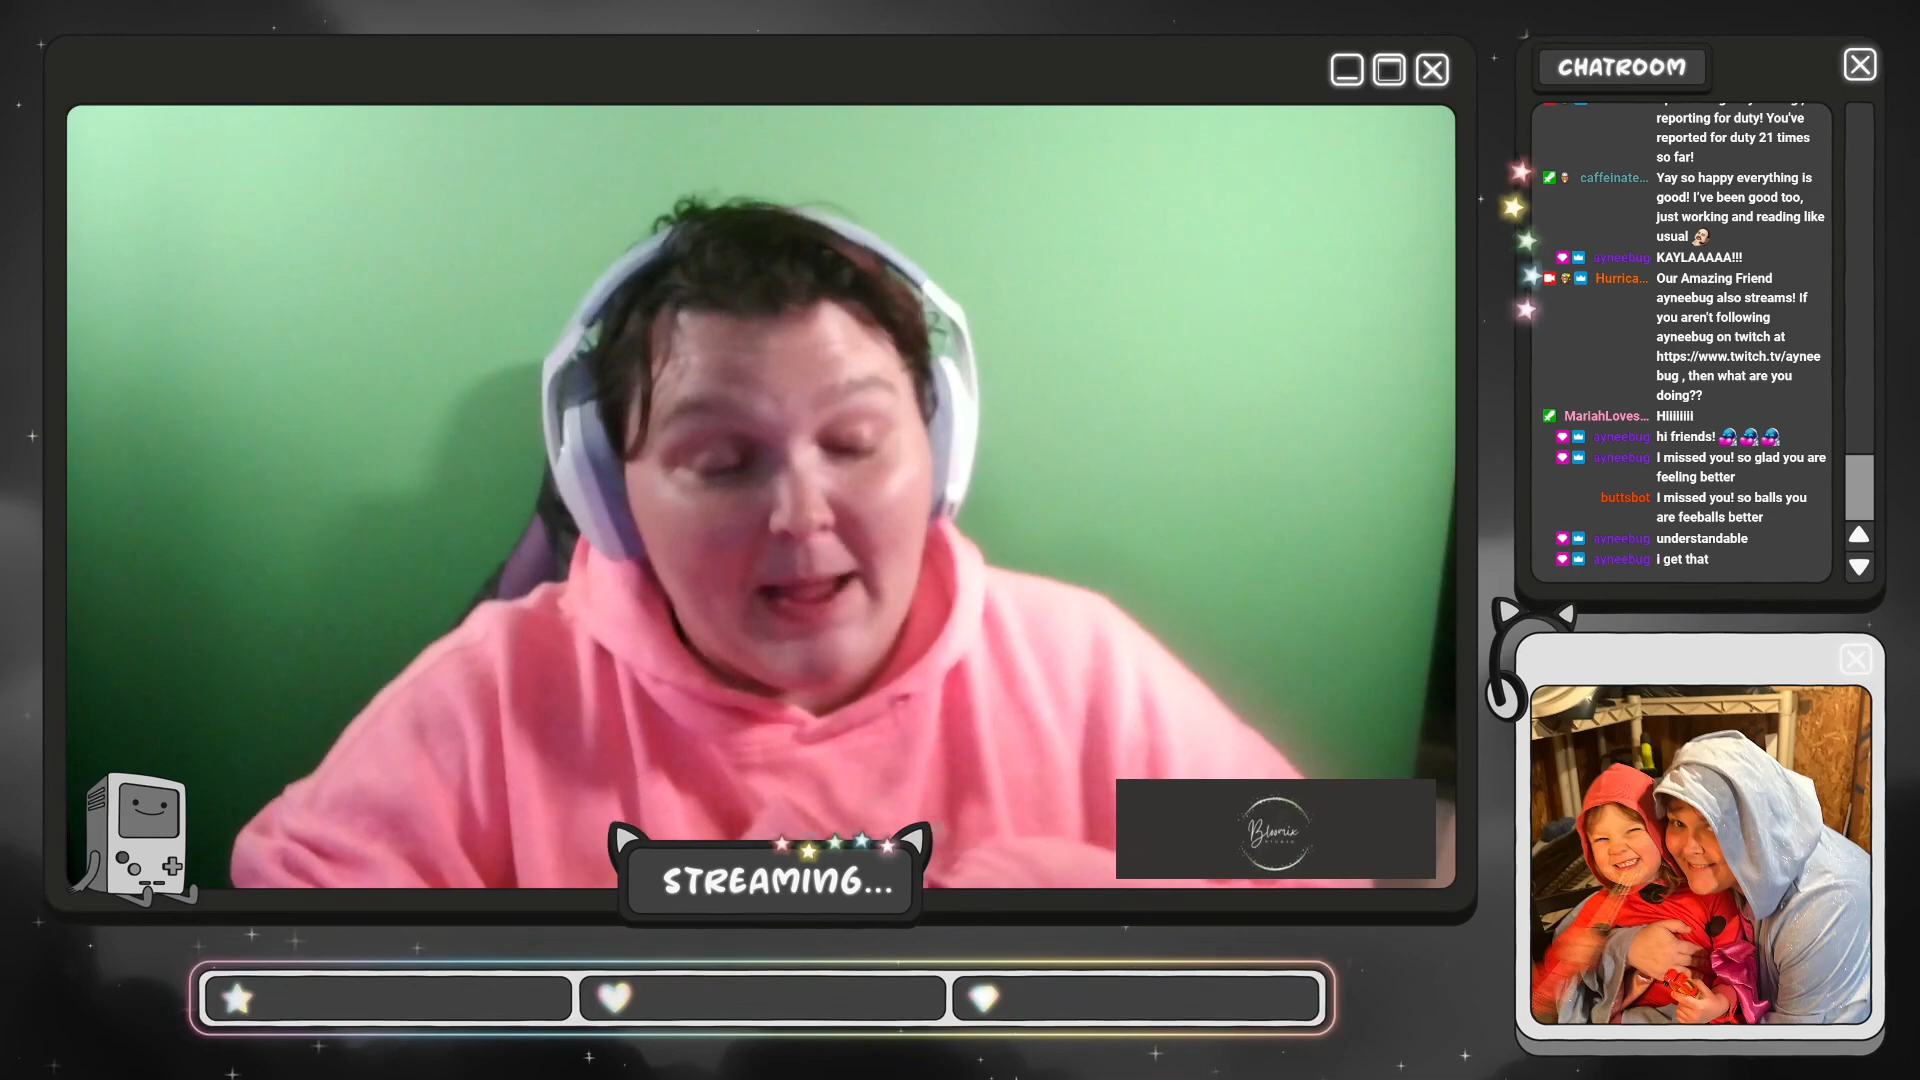 CHATROOM
reporting for duty! You've
reported for duty 21 times
so far!
caffeinate... Yay so happy everything is
good! I've been good too,
just working and reading like
usual
ayneebug KAYLAAAAA!!!
Hurrica... Our Amazing Friend
ayneebug also streams! If
you aren't following
ayneebug on twitch at
https://www.twitch.tv/aynee
bug , then what are you
doing??
MariahLoves... Hiiiiiiii
ayneebug hi friends!
ayneebug I missed you! so glad you are
feeling better
buttsbot I missed you! so balls you
are feeballs better
ayneebug understandable
ayneebug i get that
Bloomix
STUDIO
STREAMING...